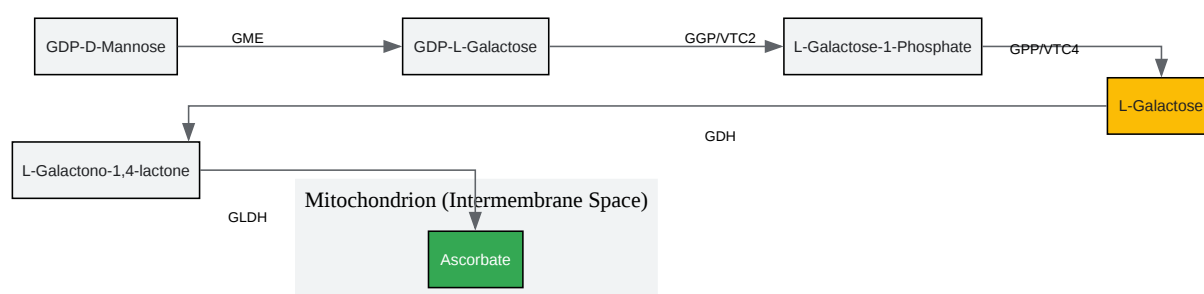 GDP-D-Mannose
GME
GDP-L-Galactose
GGP/VTC2
L-Galactose-1-Phosphate
GPP/VTC4
L-Galactose
GDH
L-Galactono-1,4-lactone
GLDH
Mitochondrion (Intermembrane Space)
Ascorbate